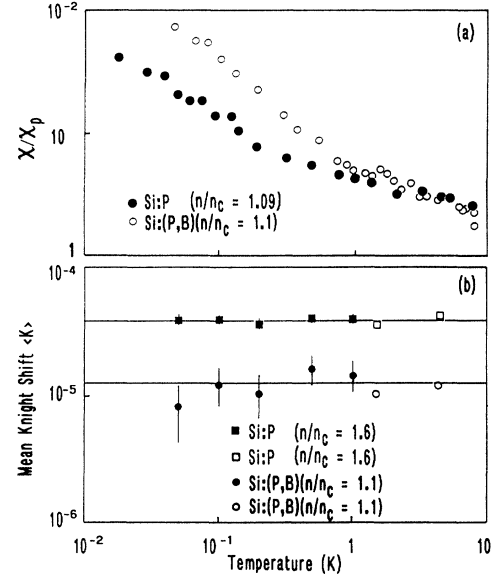 10⁻²
(a)
χ/χₚ
10
● Si:P (n/n_c = 1.09)
○ Si:(P,B)(n/n_c = 1.1)
1
10⁻⁴
(b)
Mean Knight Shift <K>
10⁻⁵
■ Si:P (n/n_c = 1.6)
□ Si:P (n/n_c = 1.6)
● Si:(P,B)(n/n_c = 1.1)
○ Si:(P,B)(n/n_c = 1.1)
10⁻⁶
10⁻² 10⁻¹ 1 10
Temperature (K)